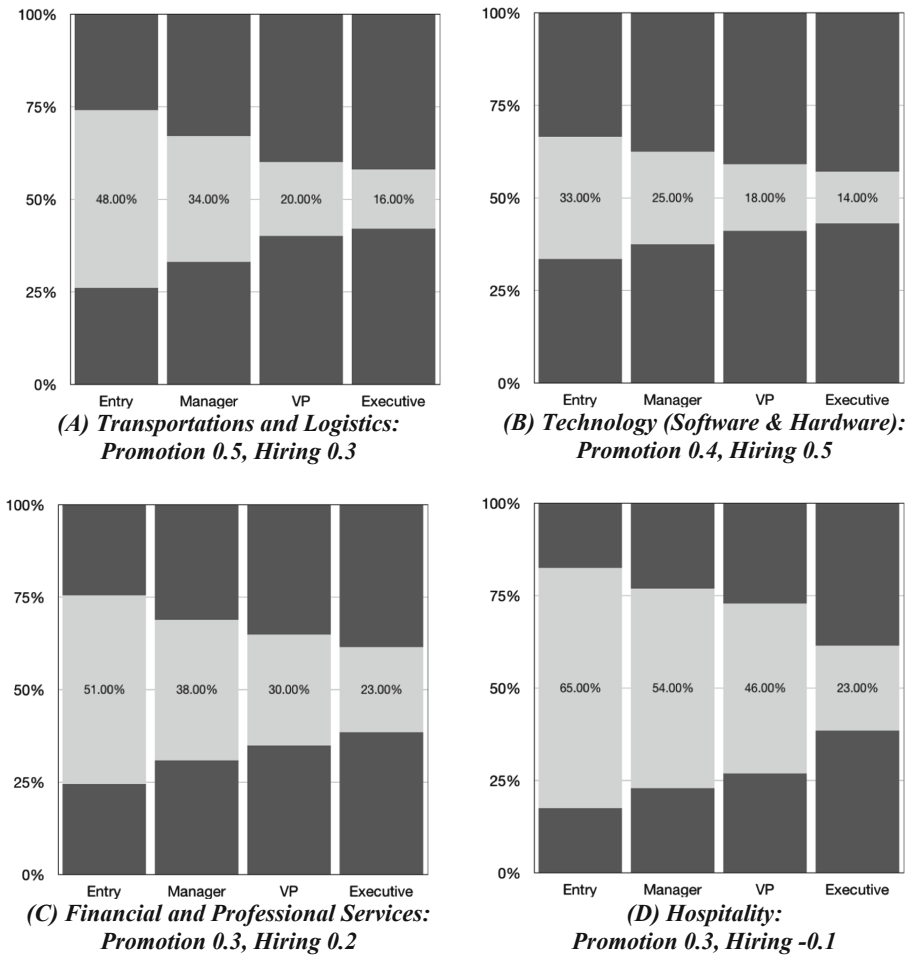 100%
75%
50%
25%
0%
48.00%
34.00%
20.00%
16.00%
Entry
Manager
VP
Executive
(A) Transportations and Logistics:
Promotion 0.5, Hiring 0.3
100%
75%
50%
25%
0%
33.00%
25.00%
18.00%
14.00%
Entry
Manager
VP
Executive
(B) Technology (Software & Hardware):
Promotion 0.4, Hiring 0.5
100%
75%
50%
25%
0%
51.00%
38.00%
30.00%
23.00%
Entry
Manager
VP
Executive
(C) Financial and Professional Services:
Promotion 0.3, Hiring 0.2
100%
75%
50%
25%
0%
65.00%
54.00%
46.00%
23.00%
Entry
Manager
VP
Executive
(D) Hospitality:
Promotion 0.3, Hiring -0.1